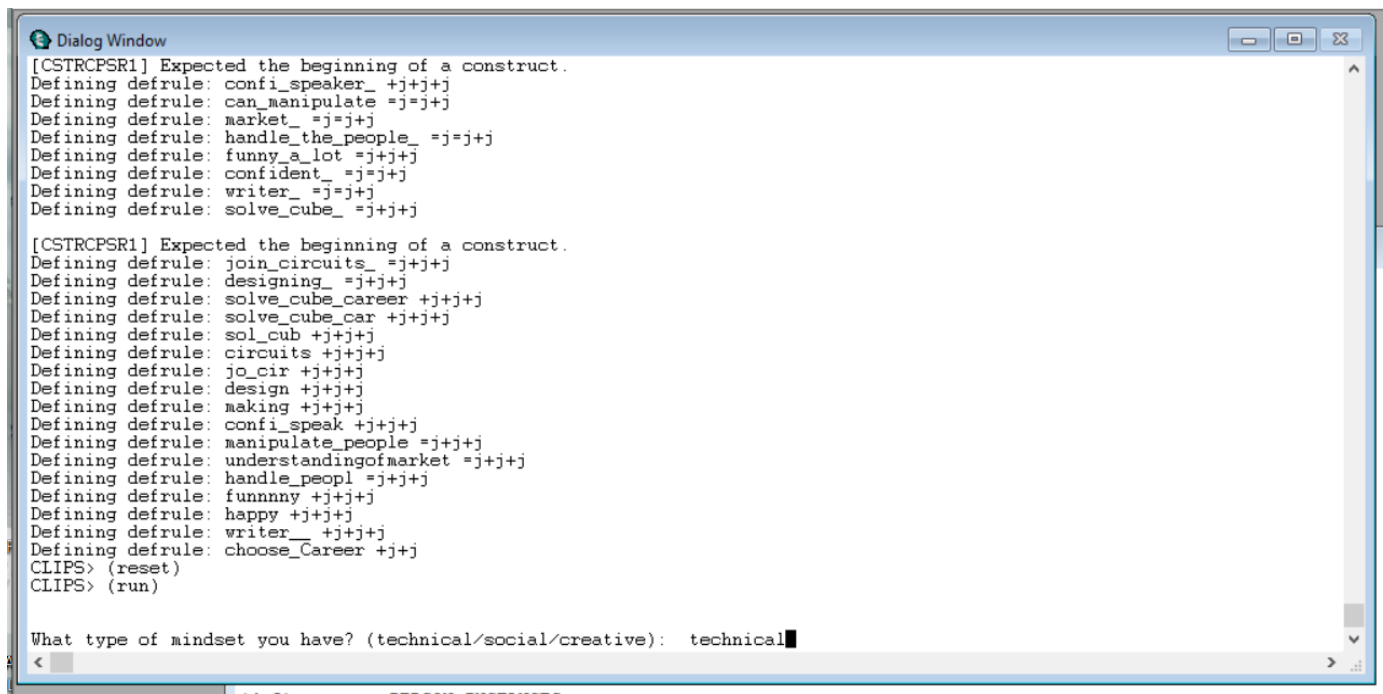 Dialog Window
[CSTRCPSR1] Expected the beginning of a construct.
Defining defrule: confi_speaker_ +j+j+j
Defining defrule: can_manipulate =j=j+j
Defining defrule: market_ =j=j+j
Defining defrule: handle_the_people_ =j=j+j
Defining defrule: funny_a_lot =j+j+j
Defining defrule: confident_ =j=j+j
Defining defrule: writer_ =j=j+j
Defining defrule: solve_cube_ =j+j+j
[CSTRCPSR1] Expected the beginning of a construct.
Defining defrule: join_circuits_ =j+j+j
Defining defrule: designing_ =j+j+j
Defining defrule: solve_cube_career +j+j+j
Defining defrule: solve_cube_car +j+j+j
Defining defrule: sol_cub +j+j+j
Defining defrule: circuits +j+j+j
Defining defrule: jo_cir +j+j+j
Defining defrule: design +j+j+j
Defining defrule: making +j+j+j
Defining defrule: confi_speak +j+j+j
Defining defrule: manipulate_people =j+j+j
Defining defrule: understandingofmarket =j+j+j
Defining defrule: handle_peopl =j+j+j
Defining defrule: funnnny +j+j+j
Defining defrule: happy +j+j+j
Defining defrule: writer__ +j+j+j
Defining defrule: choose_Career +j+j
CLIPS> (reset)
CLIPS> (run)
What type of mindset you have? (technical/social/creative):  technical